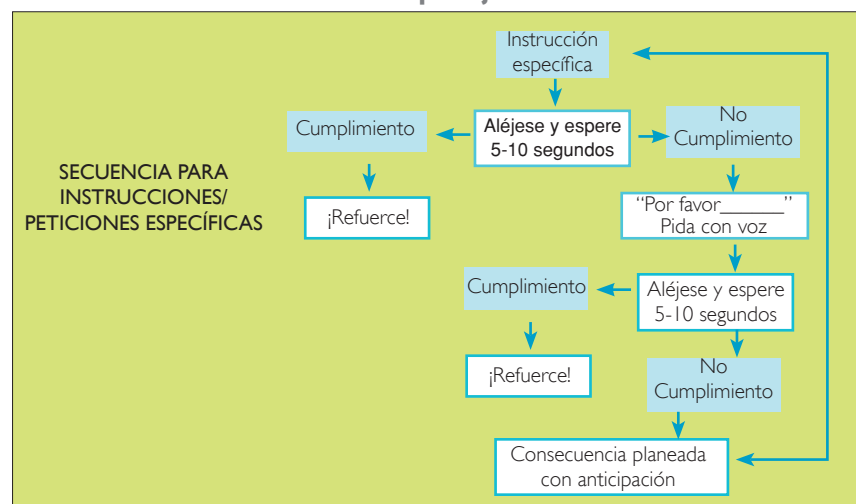 Instrucción
específica
Cumplimiento
Aléjese y espere
5-10 segundos
No
Cumplimiento
SECUENCIA PARA
INSTRUCCIONES/
PETICIONES ESPECÍFICAS
¡Refuerce!
“Por favor______”
Pida con voz
Cumplimiento
Aléjese y espere
5-10 segundos
¡Refuerce!
No
Cumplimiento
Consecuencia planeada
con anticipación